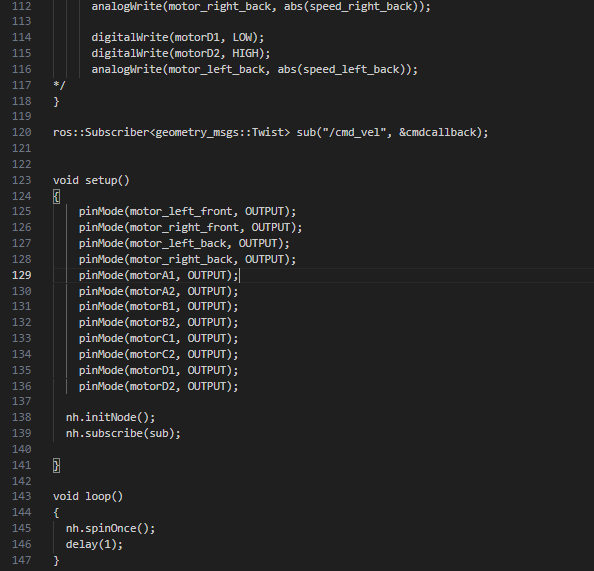 112 analogWrite(motor_right_back, abs(speed_right_back));
113
114 digitalWrite(motorD1, LOW);
115 digitalWrite(motorD2, HIGH);
116 analogWrite(motor_left_back, abs(speed_left_back));
117 */
118 }
119
120 ros::Subscriber<geometry_msgs::Twist> sub("/cmd_vel", &cmdcallback);
121
122
123 void setup()
124 {
125 pinMode(motor_left_front, OUTPUT);
126 pinMode(motor_right_front, OUTPUT);
127 pinMode(motor_left_back, OUTPUT);
128 pinMode(motor_right_back, OUTPUT);
129 pinMode(motorA1, OUTPUT);
130 pinMode(motorA2, OUTPUT);
131 pinMode(motorB1, OUTPUT);
132 pinMode(motorB2, OUTPUT);
133 pinMode(motorC1, OUTPUT);
134 pinMode(motorC2, OUTPUT);
135 pinMode(motorD1, OUTPUT);
136 pinMode(motorD2, OUTPUT);
137
138 nh.initNode();
139 nh.subscribe(sub);
140
141 }
142
143 void loop()
144 {
145 nh.spinOnce();
146 delay(1);
147 }